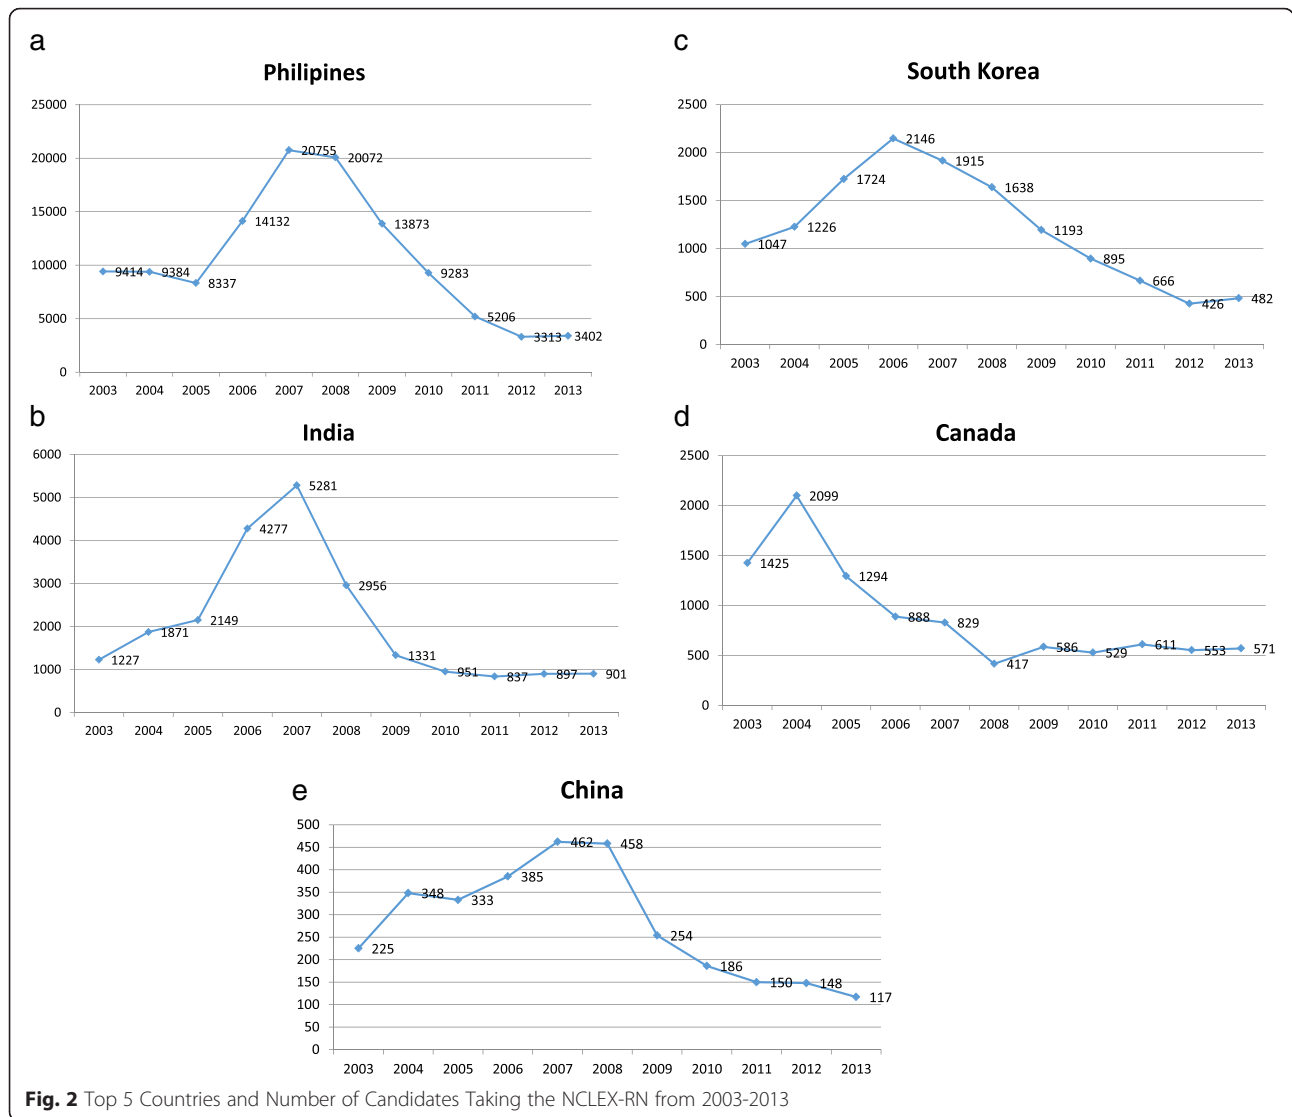 a
Philipines
25000
20000
15000
10000
5000
0
9414 9384 8337 14132 20755 20072 13873 9283 5206 3313 3402
2003 2004 2005 2006 2007 2008 2009 2010 2011 2012 2013
b
India
6000
5000
4000
3000
2000
1000
0
1227 1871 2149 4277 5281 2956 1331 951 837 897 901
2003 2004 2005 2006 2007 2008 2009 2010 2011 2012 2013
c
South Korea
2500
2000
1500
1000
500
0
1047 1226 1724 2146 1915 1638 1193 895 666 426 482
2003 2004 2005 2006 2007 2008 2009 2010 2011 2012 2013
d
Canada
2500
2000
1500
1000
500
0
1425 2099 1294 888 829 417 586 529 611 553 571
2003 2004 2005 2006 2007 2008 2009 2010 2011 2012 2013
e
China
500
450
400
350
300
250
200
150
100
50
0
225 348 333 385 462 458 254 186 150 148 117
2003 2004 2005 2006 2007 2008 2009 2010 2011 2012 2013
Fig. 2 Top 5 Countries and Number of Candidates Taking the NCLEX-RN from 2003-2013